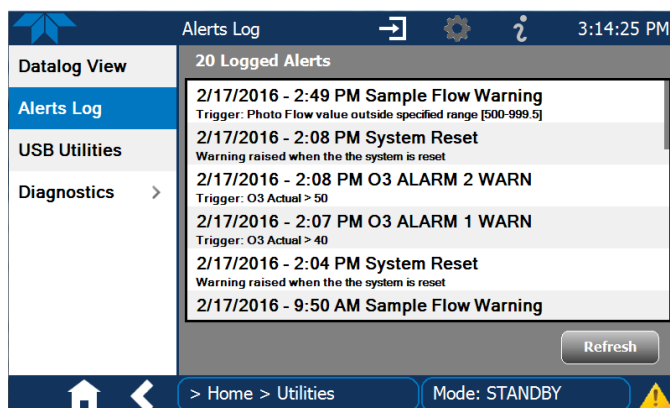 Alerts Log
3:14:25 PM
Datalog View
Alerts Log
USB Utilities
Diagnostics >
20 Logged Alerts
2/17/2016 - 2:49 PM Sample Flow Warning
Trigger: Photo Flow value outside specified range [500-999.5]
2/17/2016 - 2:08 PM System Reset
Warning raised when the the system is reset
2/17/2016 - 2:08 PM O3 ALARM 2 WARN
Trigger: O3 Actual > 50
2/17/2016 - 2:07 PM O3 ALARM 1 WARN
Trigger: O3 Actual > 40
2/17/2016 - 2:04 PM System Reset
Warning raised when the the system is reset
2/17/2016 - 9:50 AM Sample Flow Warning
Refresh
> Home > Utilities
Mode: STANDBY